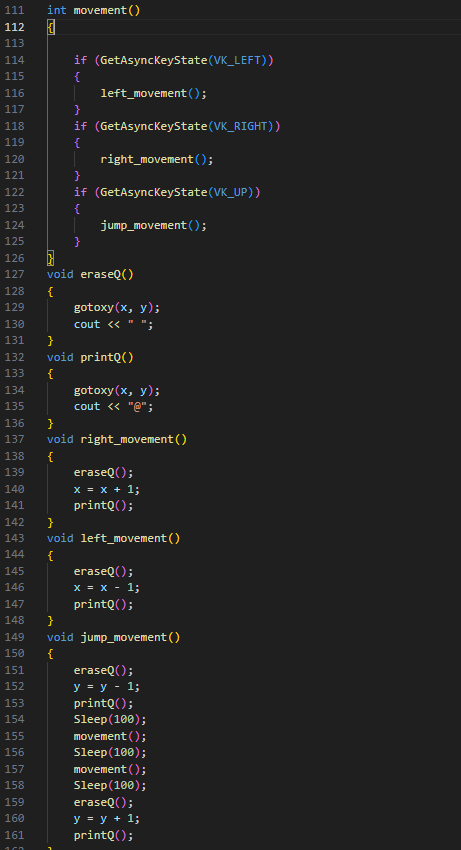 111 int movement()
112 {
113
114     if (GetAsyncKeyState(VK_LEFT))
115     {
116         left_movement();
117     }
118     if (GetAsyncKeyState(VK_RIGHT))
119     {
120         right_movement();
121     }
122     if (GetAsyncKeyState(VK_UP))
123     {
124         jump_movement();
125     }
126 }
127 void eraseQ()
128 {
129     gotoxy(x, y);
130     cout << " ";
131 }
132 void printQ()
133 {
134     gotoxy(x, y);
135     cout << "@";
136 }
137 void right_movement()
138 {
139     eraseQ();
140     x = x + 1;
141     printQ();
142 }
143 void left_movement()
144 {
145     eraseQ();
146     x = x - 1;
147     printQ();
148 }
149 void jump_movement()
150 {
151     eraseQ();
152     y = y - 1;
153     printQ();
154     Sleep(100);
155     movement();
156     Sleep(100);
157     movement();
158     Sleep(100);
159     eraseQ();
160     y = y + 1;
161     printQ();